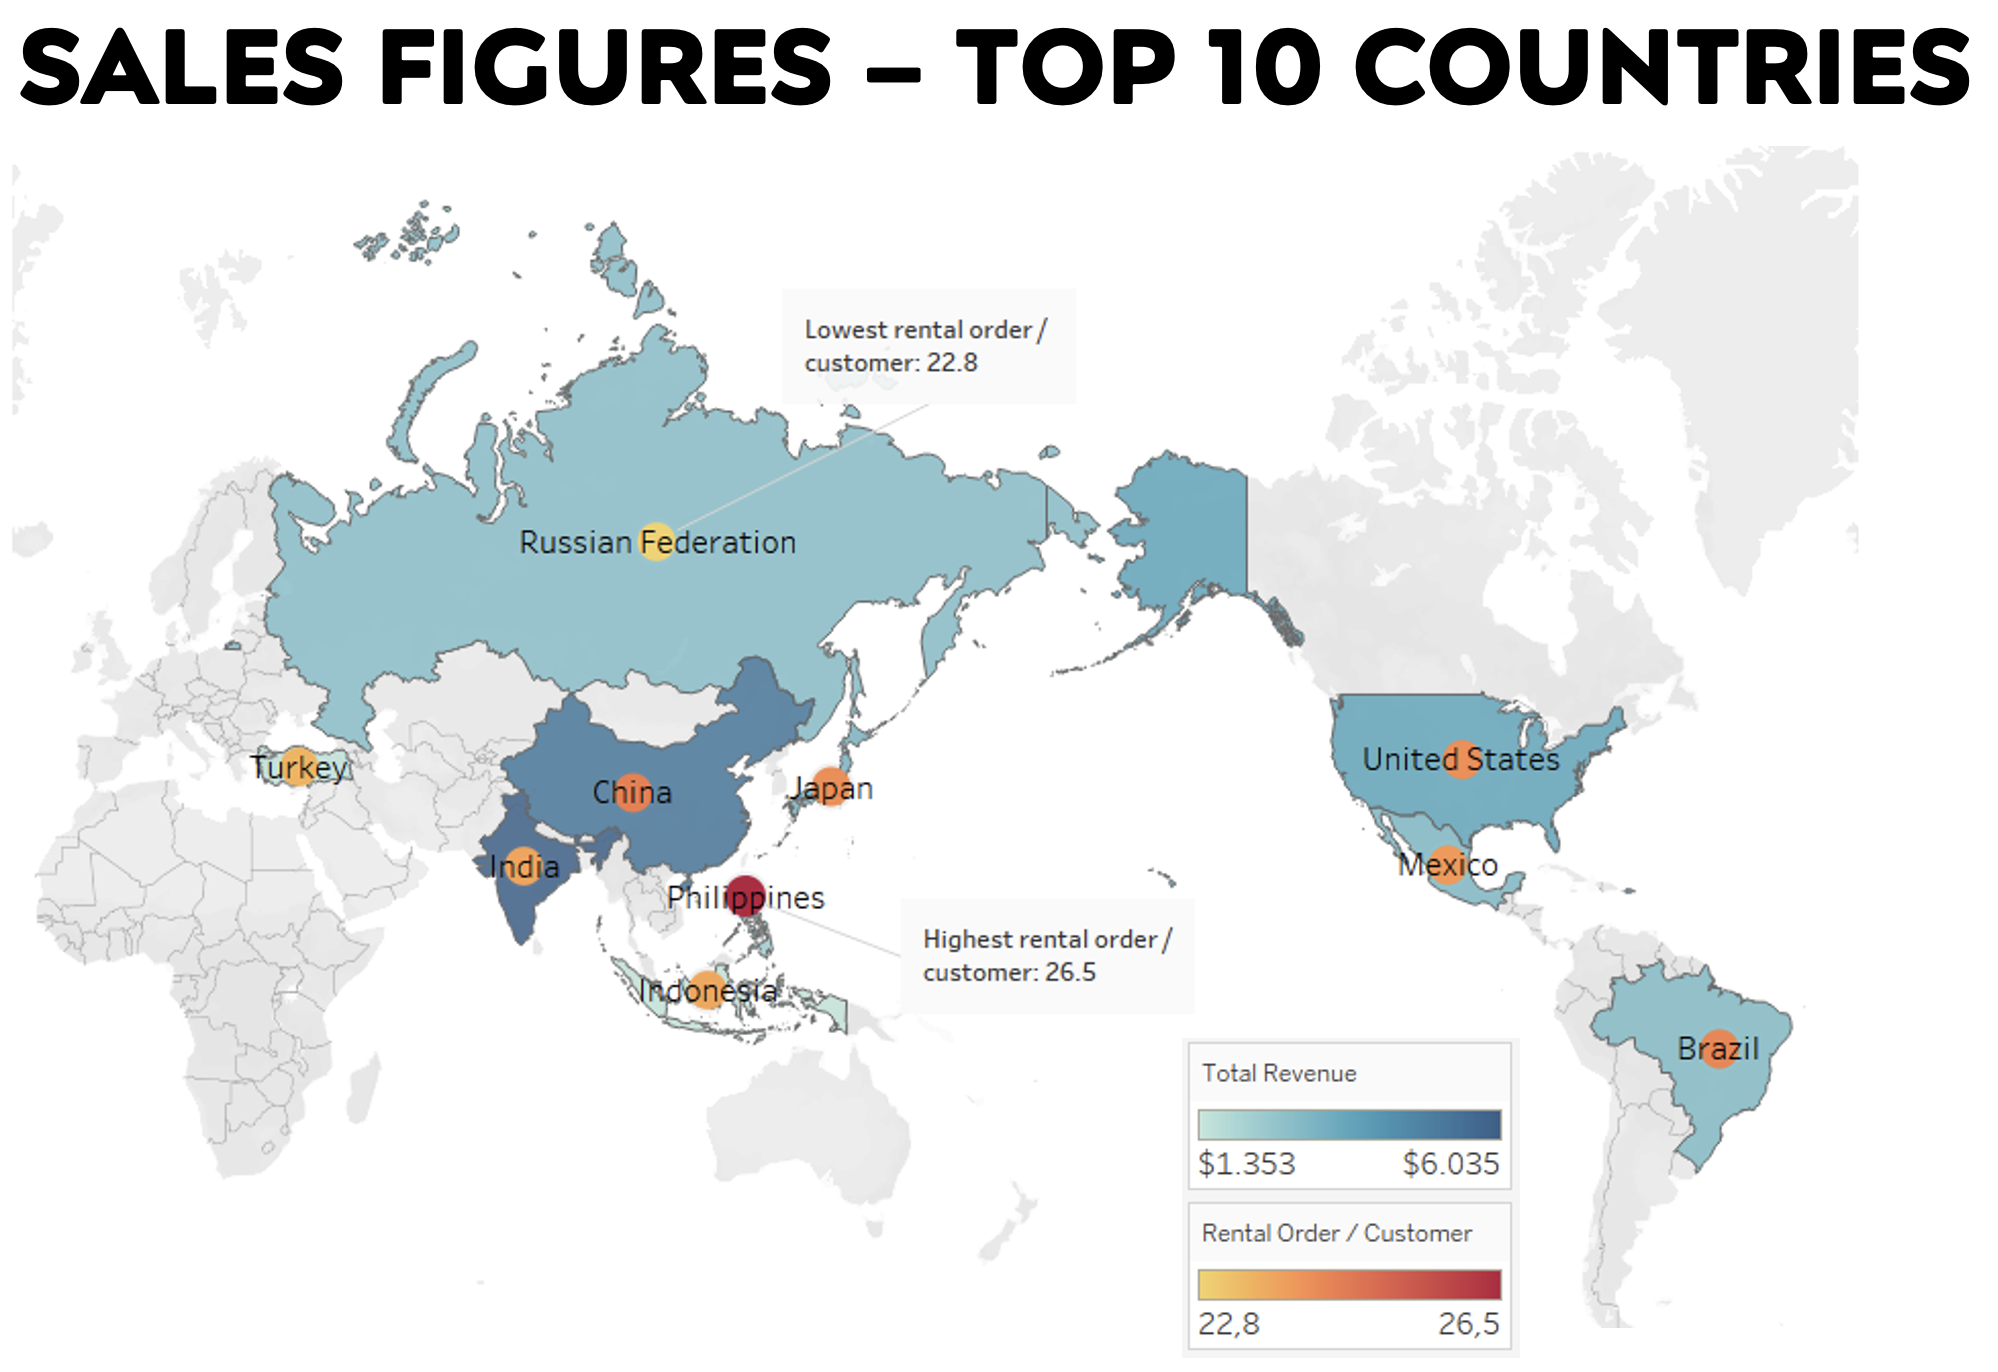 SALES FIGURES – TOP 10 COUNTRIES
Lowest rental order /
customer: 22.8
Russian Federation
Turkey
China
Japan
United States
India
Mexico
Philippines
Highest rental order /
customer: 26.5
Indonesia
Brazil
Total Revenue
$1.353 $6.035
Rental Order / Customer
22,8 26,5